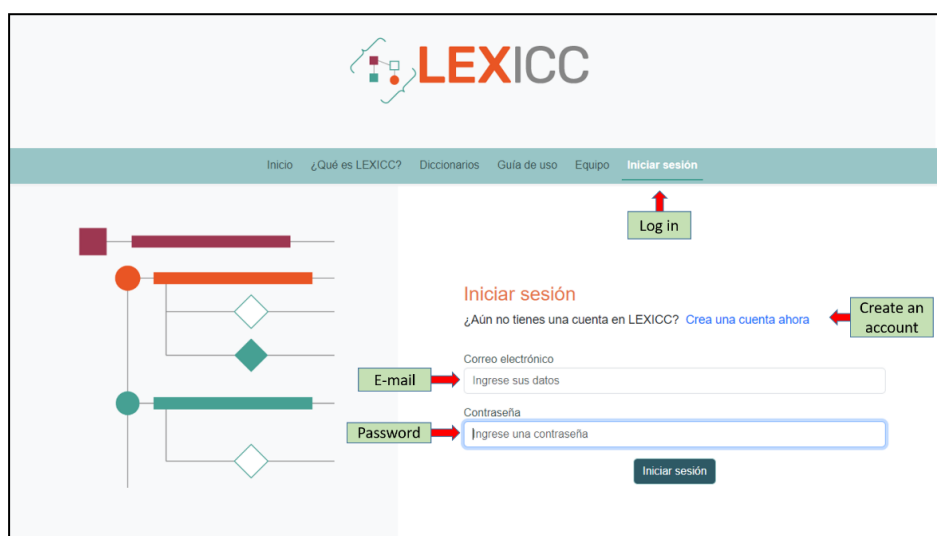 LEXICC
Inicio ¿Qué es LEXICC? Diccionarios Guía de uso Equipo Iniciar sesión
Log in
Iniciar sesión
¿Aún no tienes una cuenta en LEXICC? Crea una cuenta ahora
Create an
account
Correo electrónico
E-mail
Ingrese sus datos
Contraseña
Password
Ingrese una contraseña
Iniciar sesión